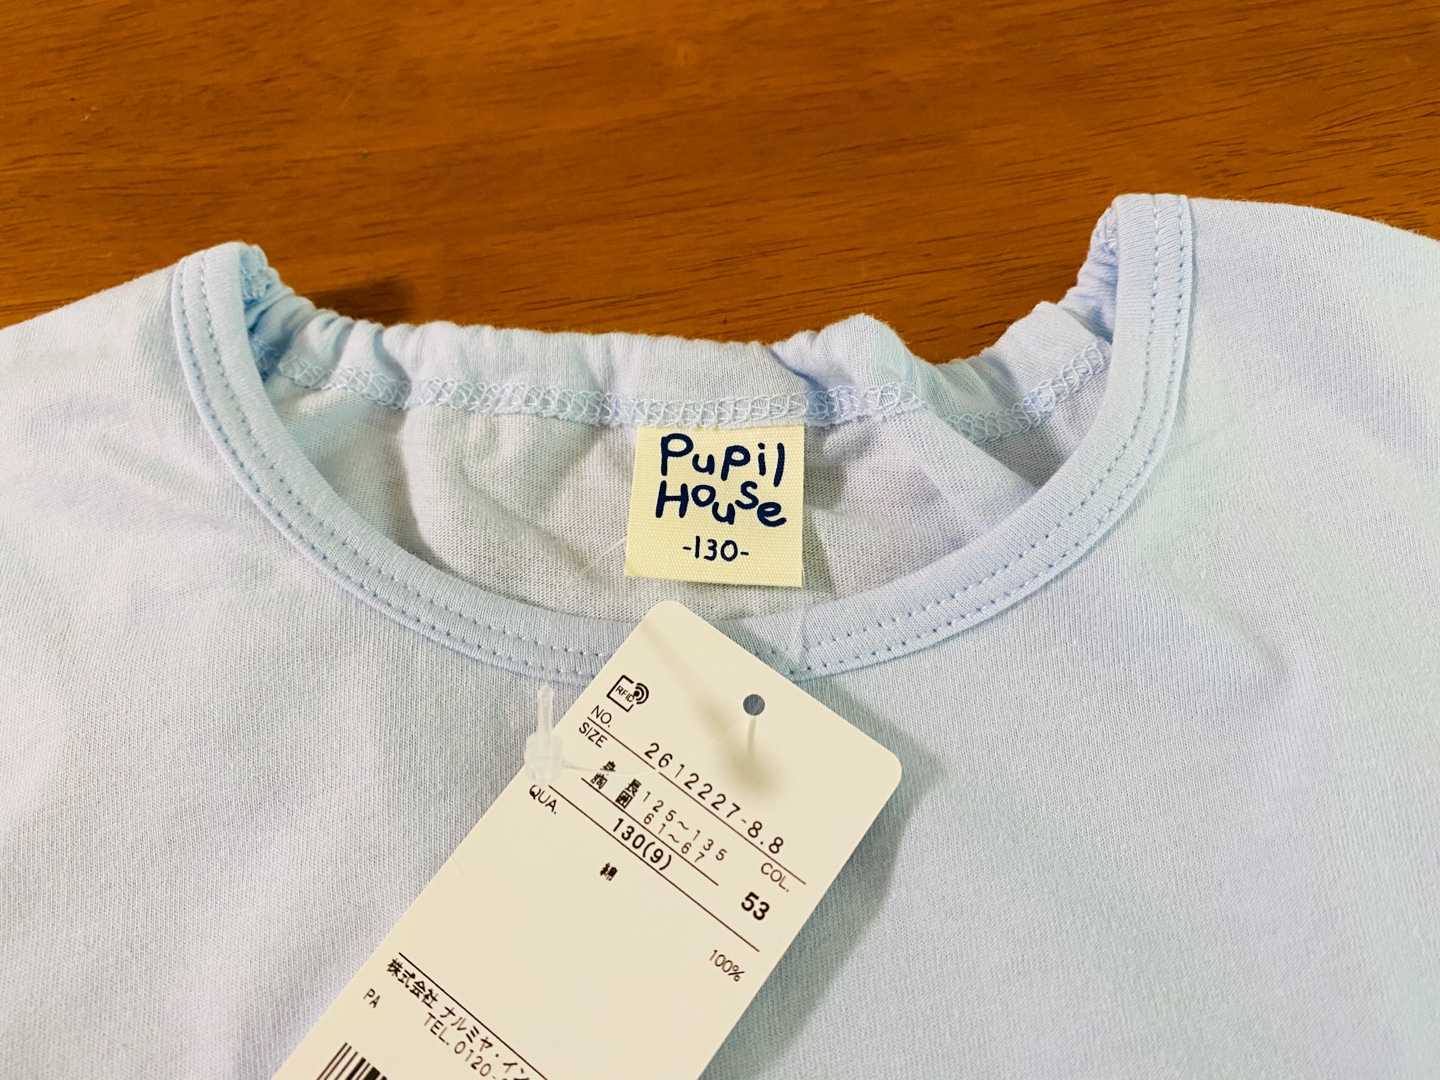 Pupil
House
-130-
RFID
NO. 2612227-8.8
SIZE
COL.
身長 125~135
胸囲 61~67
130(9)
53
QUA.
綿
100%
株式会社 ナルミヤ・イン
PA
TEL.0120-